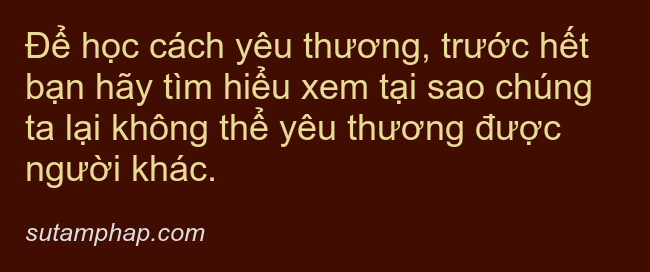 Để học cách yêu thương, trước hết
bạn hãy tìm hiểu xem tại sao chúng
ta lại không thể yêu thương được
người khác.
sutamphap.com